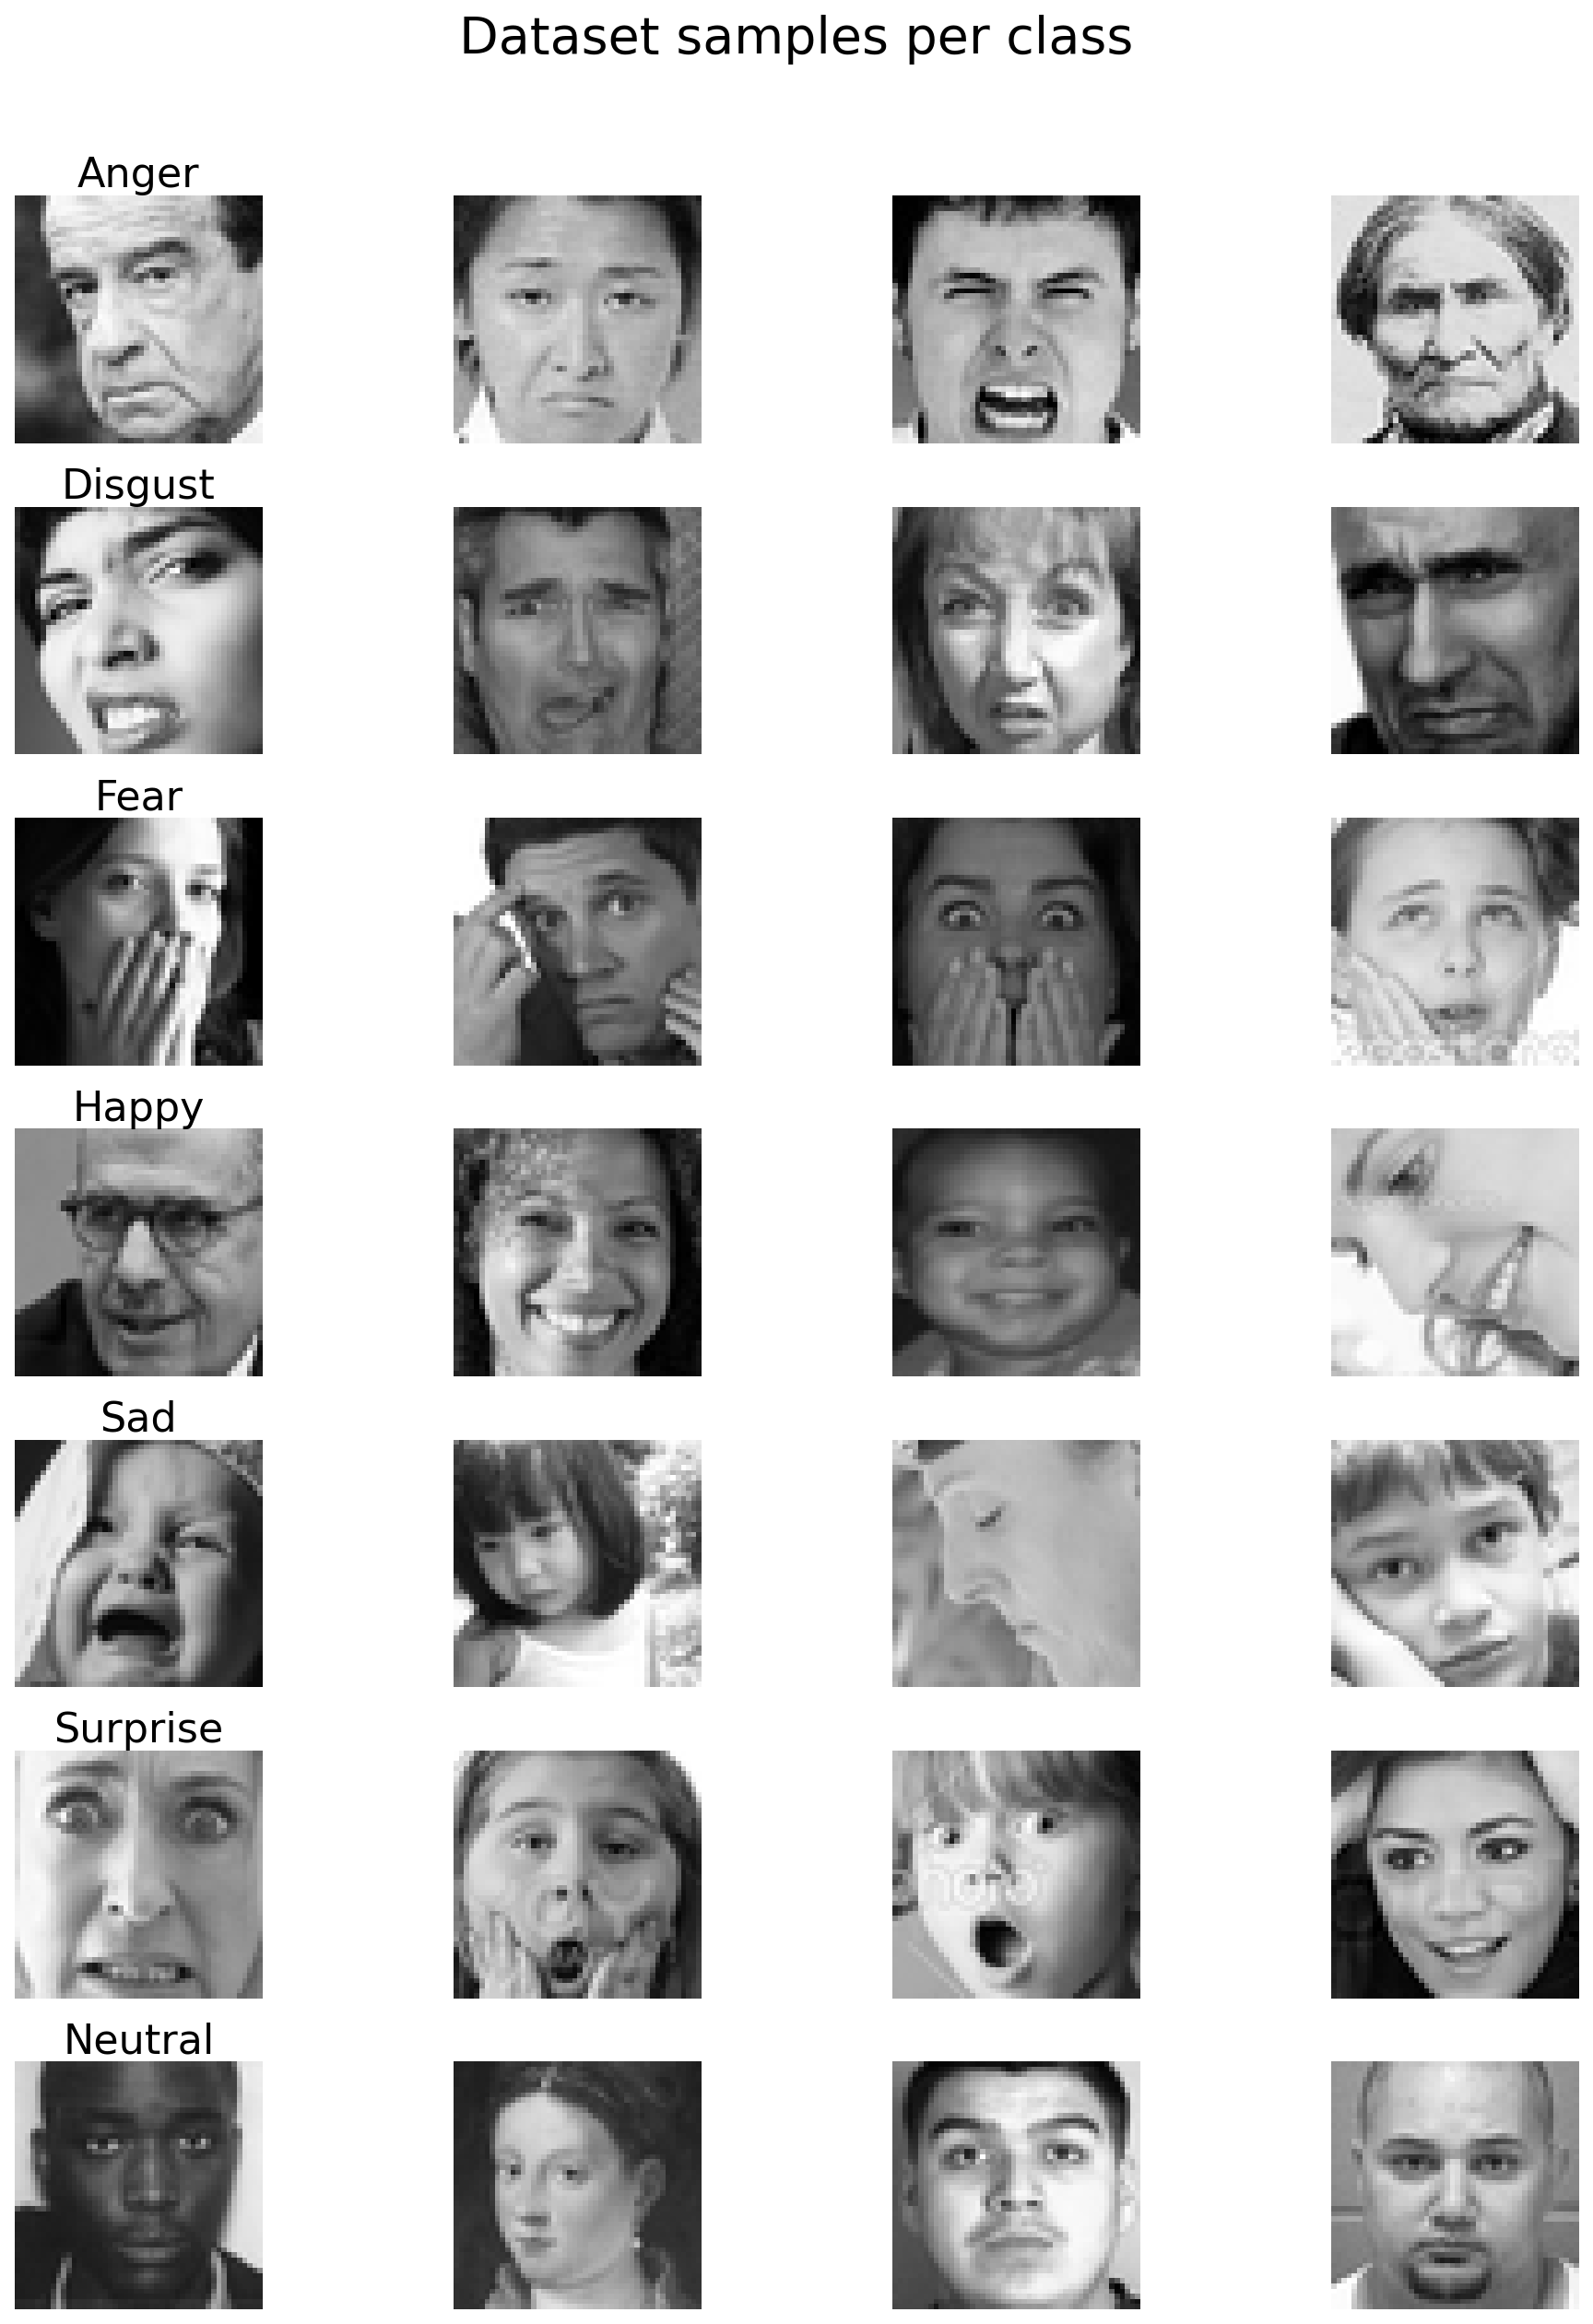 Dataset samples per class
Anger
Disgust
Fear
Happy
Sad
Surprise
Neutral